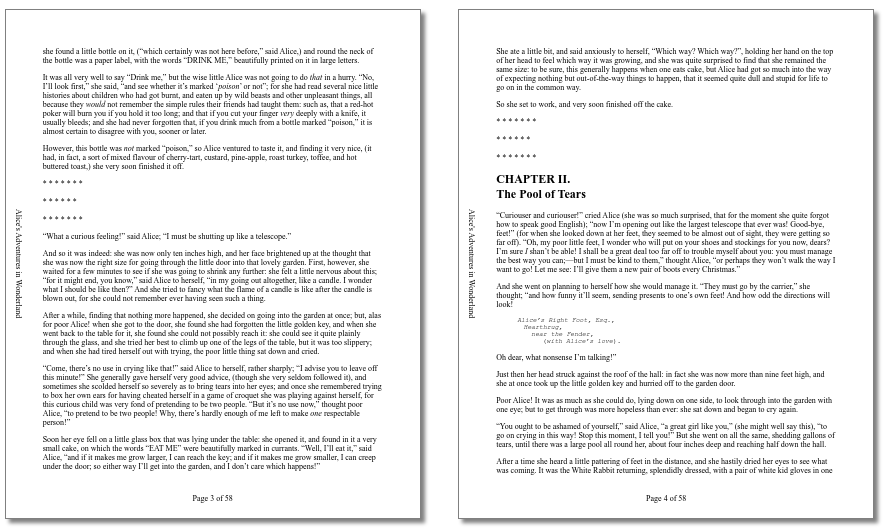 she found a little bottle on it, (“which certainly was not here before,” said Alice,) and round the neck of
the bottle was a paper label, with the words “DRINK ME,” beautifully printed on it in large letters.
It was all very well to say “Drink me,” but the wise little Alice was not going to do that in a hurry. “No,
I’ll look first,” she said, “and see whether it’s marked ‘poison’ or not”; for she had read several nice little
histories about children who had got burnt, and eaten up by wild beasts and other unpleasant things, all
because they would not remember the simple rules their friends had taught them: such as, that a red-hot
poker will burn you if you hold it too long; and that if you cut your finger very deeply with a knife, it
usually bleeds; and she had never forgotten that, if you drink much from a bottle marked “poison,” it is
almost certain to disagree with you, sooner or later.
However, this bottle was not marked “poison,” so Alice ventured to taste it, and finding it very nice, (it
had, in fact, a sort of mixed flavour of cherry-tart, custard, pine-apple, roast turkey, toffee, and hot
buttered toast,) she very soon finished it off.
* * * * * * *
* * * * * *
* * * * * * *
“What a curious feeling!” said Alice; “I must be shutting up like a telescope.”
And so it was indeed: she was now only ten inches high, and her face brightened up at the thought that
she was now the right size for going through the little door into that lovely garden. First, however, she
waited for a few minutes to see if she was going to shrink any further: she felt a little nervous about this;
“for it might end, you know,” said Alice to herself, “in my going out altogether, like a candle. I wonder
what I should be like then?” And she tried to fancy what the flame of a candle is like after the candle is
blown out, for she could not remember ever having seen such a thing.
After a while, finding that nothing more happened, she decided on going into the garden at once; but, alas
for poor Alice! when she got to the door, she found she had forgotten the little golden key, and when she
went back to the table for it, she found she could not possibly reach it: she could see it quite plainly
through the glass, and she tried her best to climb up one of the legs of the table, but it was too slippery;
and when she had tired herself out with trying, the poor little thing sat down and cried.
“Come, there’s no use in crying like that!” said Alice to herself, rather sharply; “I advise you to leave off
this minute!” She generally gave herself very good advice, (though she very seldom followed it), and
sometimes she scolded herself so severely as to bring tears into her eyes; and once she remembered trying
to box her own ears for having cheated herself in a game of croquet she was playing against herself, for
this curious child was very fond of pretending to be two people. “But it’s no use now,” thought poor
Alice, “to pretend to be two people! Why, there’s hardly enough of me left to make one respectable
person!”
Soon her eye fell on a little glass box that was lying under the table: she opened it, and found in it a very
small cake, on which the words “EAT ME” were beautifully marked in currants. “Well, I’ll eat it,” said
Alice, “and if it makes me grow larger, I can reach the key; and if it makes me grow smaller, I can creep
under the door; so either way I’ll get into the garden, and I don’t care which happens!”
Alice’s Adventures in Wonderland
Page 3 of 58
She ate a little bit, and said anxiously to herself, “Which way? Which way?”, holding her hand on the top
of her head to feel which way it was growing, and she was quite surprised to find that she remained the
same size: to be sure, this generally happens when one eats cake, but Alice had got so much into the way
of expecting nothing but out-of-the-way things to happen, that it seemed quite dull and stupid for life to
go on in the common way.
So she set to work, and very soon finished off the cake.
* * * * * * *
* * * * * *
* * * * * * *
CHAPTER II.
The Pool of Tears
“Curiouser and curiouser!” cried Alice (she was so much surprised, that for the moment she quite forgot
how to speak good English); “now I’m opening out like the largest telescope that ever was! Good-bye,
feet!” (for when she looked down at her feet, they seemed to be almost out of sight, they were getting so
far off). “Oh, my poor little feet, I wonder who will put on your shoes and stockings for you now, dears?
I’m sure I shan’t be able! I shall be a great deal too far off to trouble myself about you: you must manage
the best way you can;—but I must be kind to them,” thought Alice, “or perhaps they won’t walk the way I
want to go! Let me see: I’ll give them a new pair of boots every Christmas.”
And she went on planning to herself how she would manage it. “They must go by the carrier,” she
thought; “and how funny it’ll seem, sending presents to one’s own feet! And how odd the directions will
look!
Alice’s Right Foot, Esq.,
Hearthrug,
near the Fender,
(with Alice’s love).
Oh dear, what nonsense I’m talking!”
Just then her head struck against the roof of the hall: in fact she was now more than nine feet high, and
she at once took up the little golden key and hurried off to the garden door.
Poor Alice! It was as much as she could do, lying down on one side, to look through into the garden with
one eye; but to get through was more hopeless than ever: she sat down and began to cry again.
“You ought to be ashamed of yourself,” said Alice, “a great girl like you,” (she might well say this), “to
go on crying in this way! Stop this moment, I tell you!” But she went on all the same, shedding gallons of
tears, until there was a large pool all round her, about four inches deep and reaching half down the hall.
After a time she heard a little pattering of feet in the distance, and she hastily dried her eyes to see what
was coming. It was the White Rabbit returning, splendidly dressed, with a pair of white kid gloves in one
Alice’s Adventures in Wonderland
Page 4 of 58